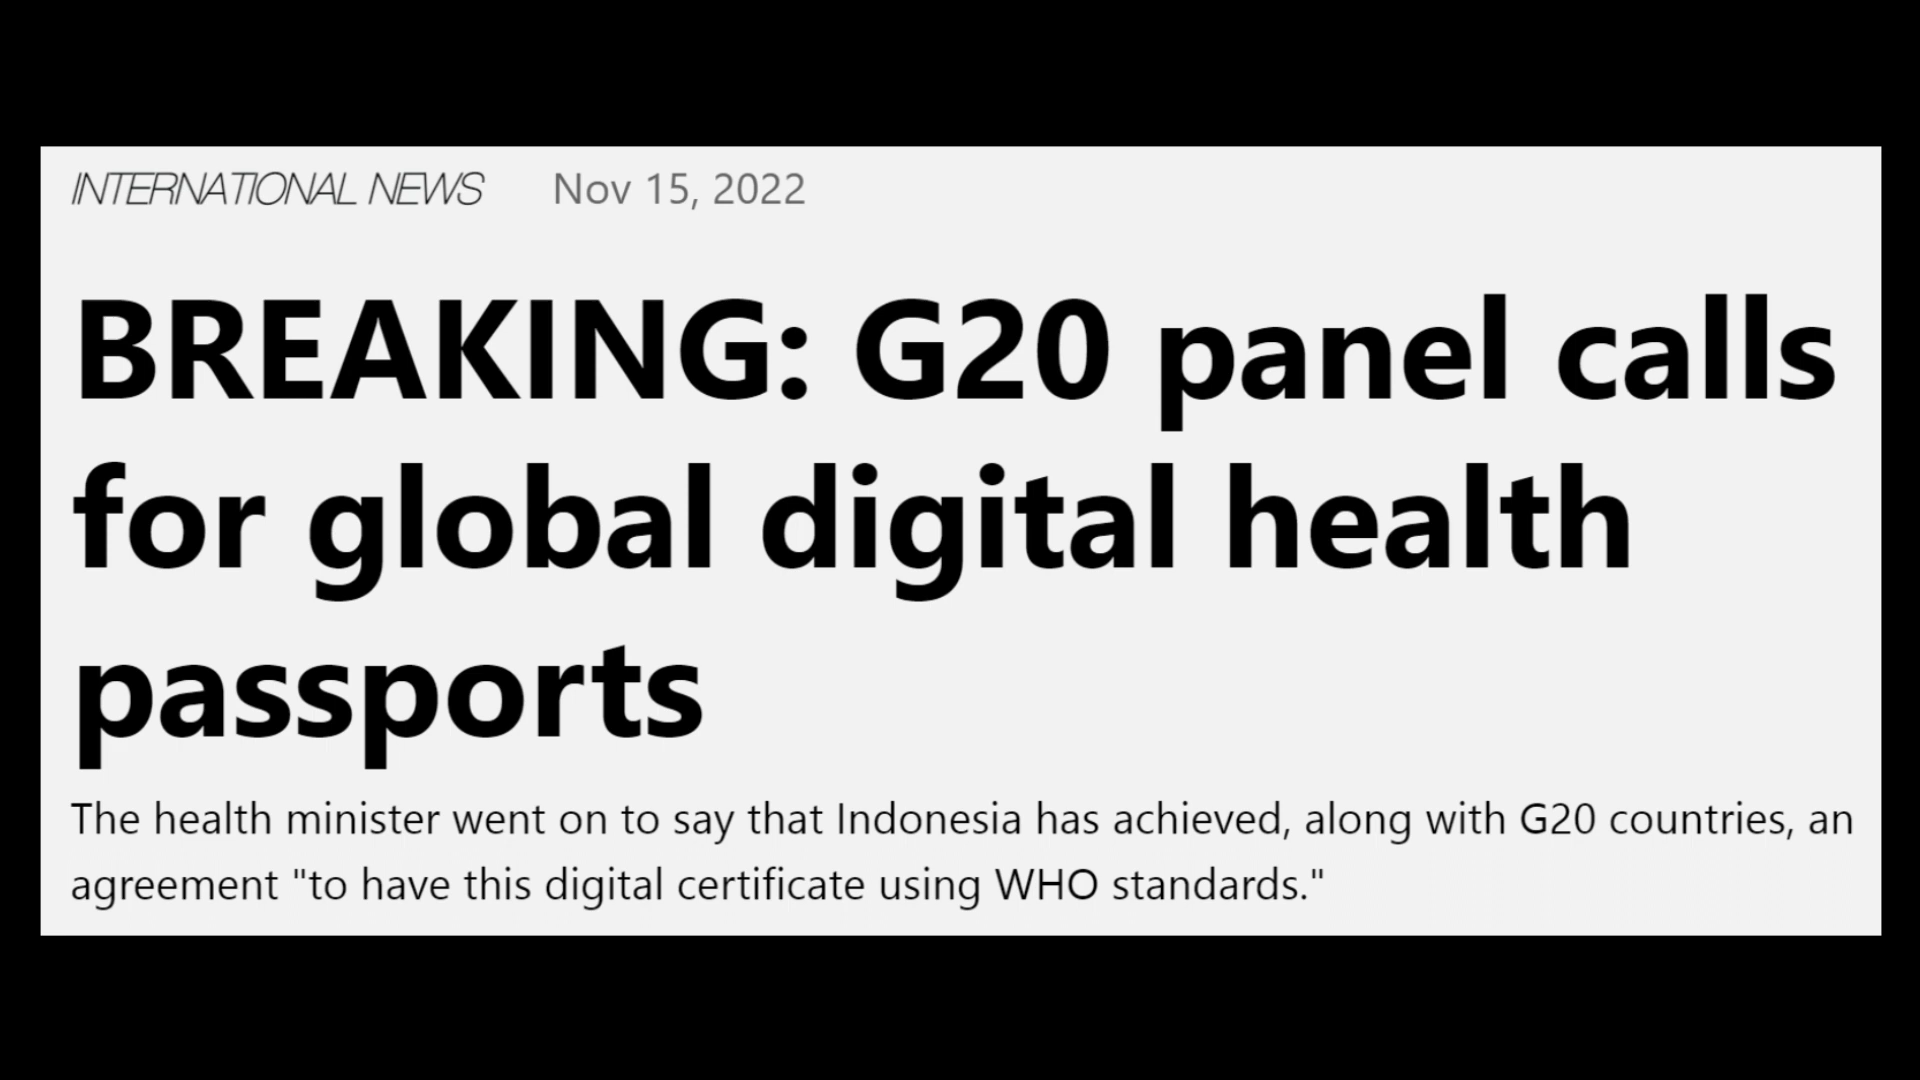 INTERNATIONAL NEWS Nov 15, 2022
BREAKING: G20 panel calls
for global digital health
passports
The health minister went on to say that Indonesia has achieved, along with G20 countries, an
agreement "to have this digital certificate using WHO standards."